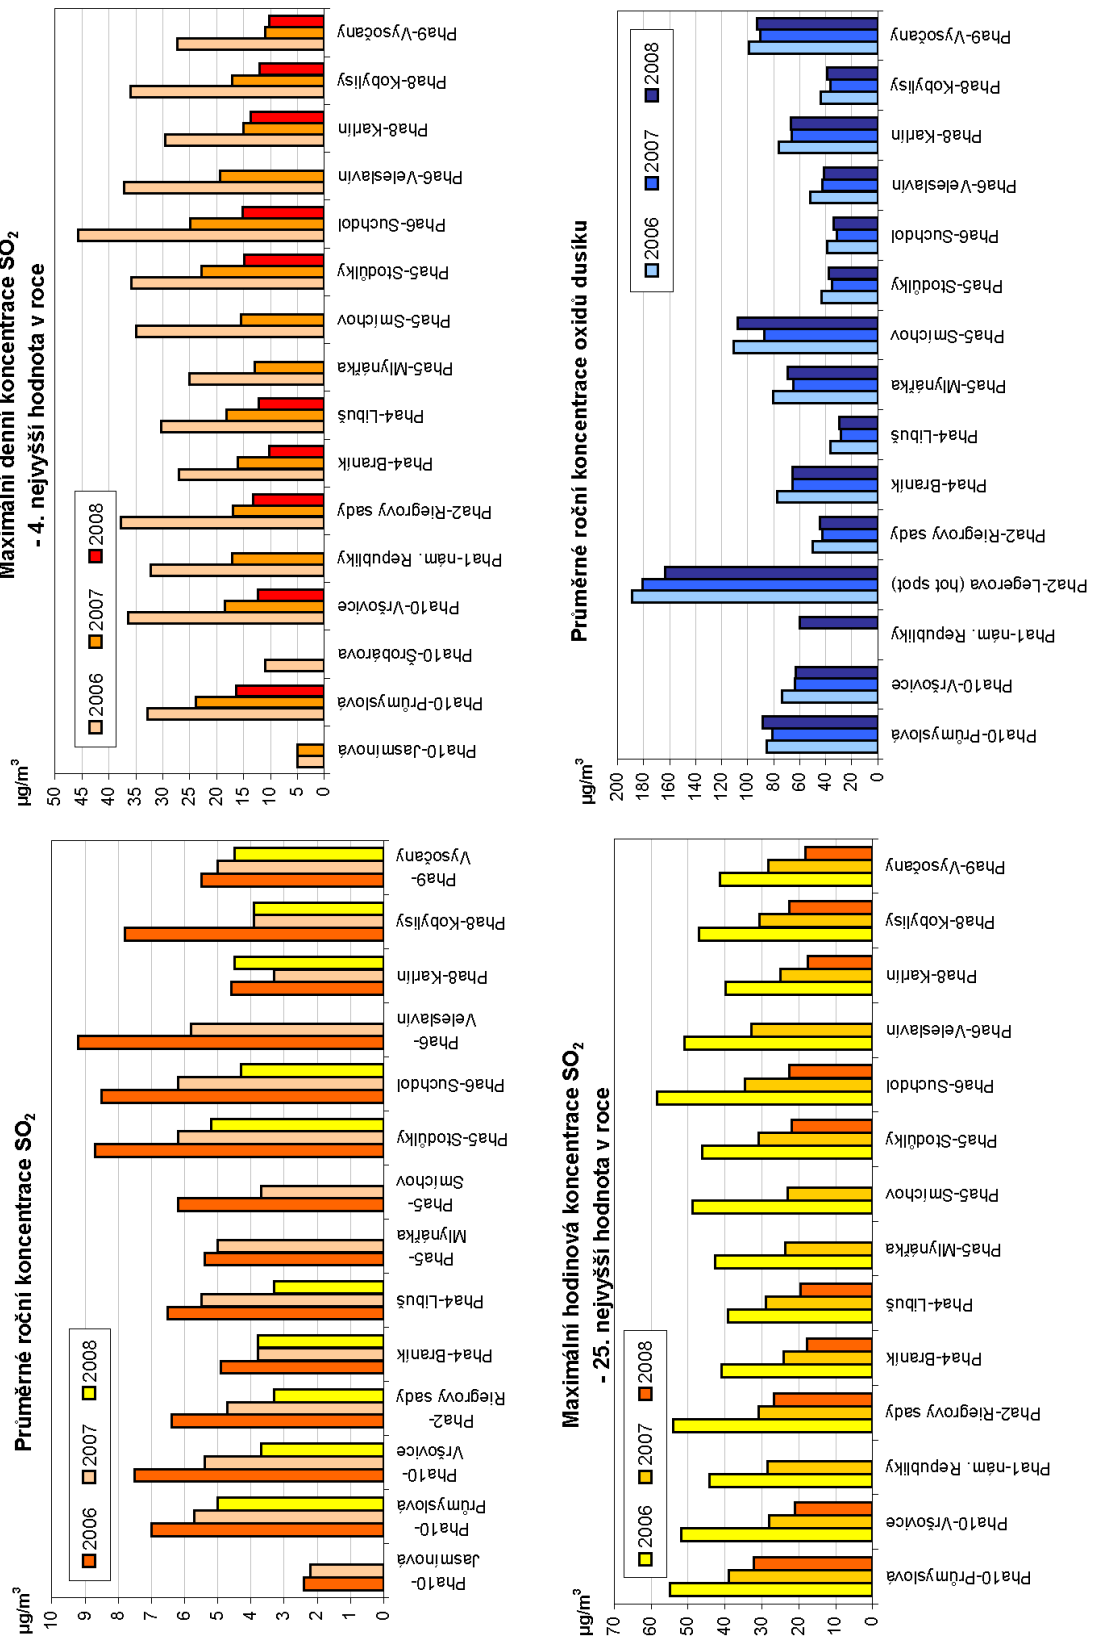 Průměrné roční koncentrace SO₂
µg/m³
2006 2007 2008
10
9
8
7
6
5
4
3
2
1
0
Pha10-
Jasmínová
Pha10-
Průmyslová
Pha10-
Vršovice
Pha2-
Riegrovy sady
Pha4-Braník
Pha4-Libuš
Pha5-
Mlynářka
Pha5-
Smíchov
Pha5-Stodůlky
Pha6-Suchdol
Pha6-
Veleslavín
Pha8-Karlín
Pha8-Kobylisy
Pha9-
Vysočany
Maximální denní koncentrace SO₂
- 4. nejvyšší hodnota v roce
µg/m³
2006 2007 2008
50
45
40
35
30
25
20
15
10
5
0
Pha10-Jasmínová
Pha10-Průmyslová
Pha10-Šrobárova
Pha10-Vršovice
Pha1-nám. Republiky
Pha2-Riegrovy sady
Pha4-Braník
Pha4-Libuš
Pha5-Mlynářka
Pha5-Smíchov
Pha5-Stodůlky
Pha6-Suchdol
Pha6-Veleslavín
Pha8-Karlín
Pha8-Kobylisy
Pha9-Vysočany
Maximální hodinová koncentrace SO₂
- 25. nejvyšší hodnota v roce
µg/m³
2006 2007 2008
70
60
50
40
30
20
10
0
Pha10-Průmyslová
Pha10-Vršovice
Pha1-nám. Republiky
Pha2-Riegrovy sady
Pha4-Braník
Pha4-Libuš
Pha5-Mlynářka
Pha5-Smíchov
Pha5-Stodůlky
Pha6-Suchdol
Pha6-Veleslavín
Pha8-Karlín
Pha8-Kobylisy
Pha9-Vysočany
Průměrné roční koncentrace oxidů dusíku
µg/m³
2006 2007 2008
200
180
160
140
120
100
80
60
40
20
0
Pha10-Průmyslová
Pha10-Vršovice
Pha1-nám. Republiky
Pha2-Legerova (hot spot)
Pha2-Riegrovy sady
Pha4-Braník
Pha4-Libuš
Pha5-Mlynářka
Pha5-Smíchov
Pha5-Stodůlky
Pha6-Suchdol
Pha6-Veleslavín
Pha8-Karlín
Pha8-Kobylisy
Pha9-Vysočany